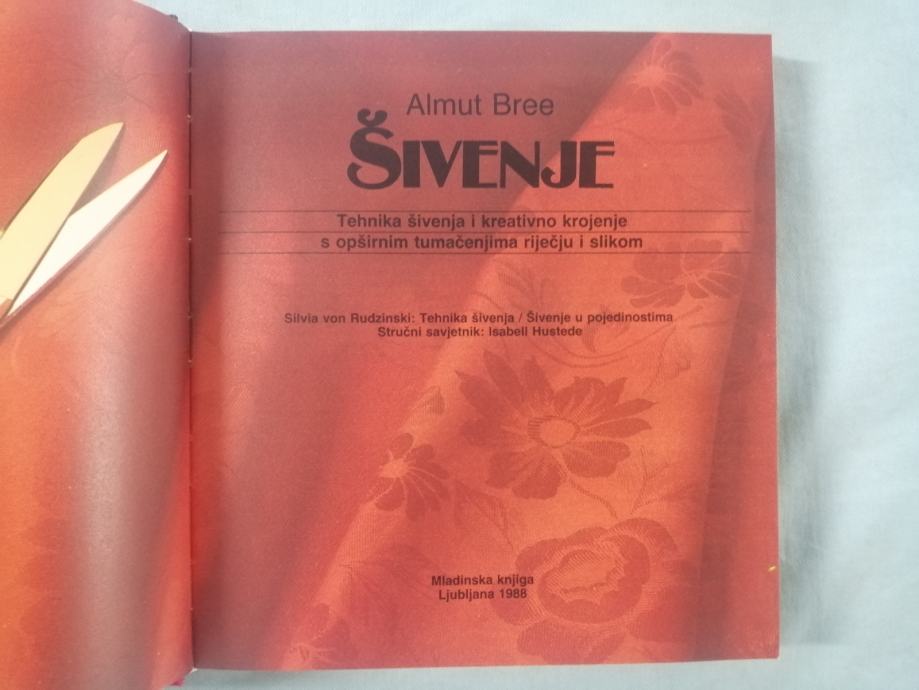 Almut Bree
ŠIVENJE
Tehnika šivenja i kreativno krojenje
s opširnim tumačenjima riječju i slikom
Silvia von Rudzinski: Tehnika šivenja / Šivenje u pojedinostima
Stručni savjetnik: Isabell Hustede
Mladinska knjiga
Ljubljana 1988